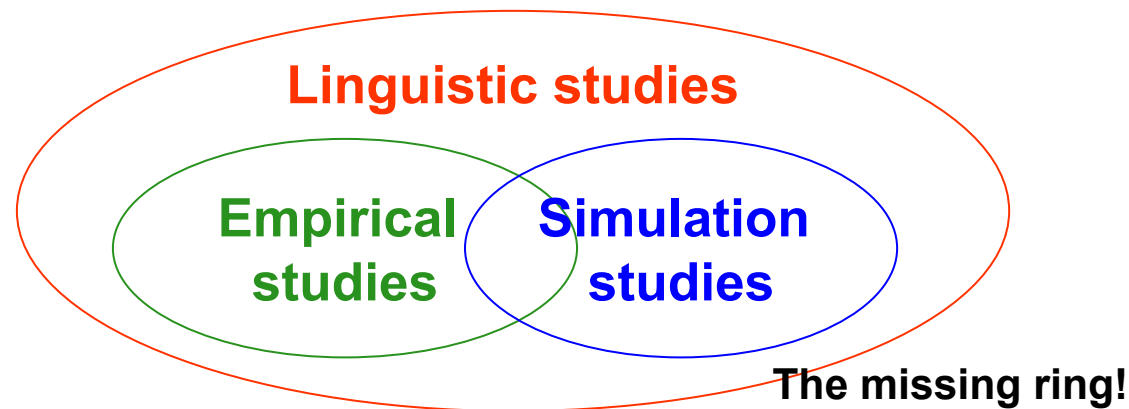 Linguistic studies
Empirical
studies
Simulation
studies
The missing ring!